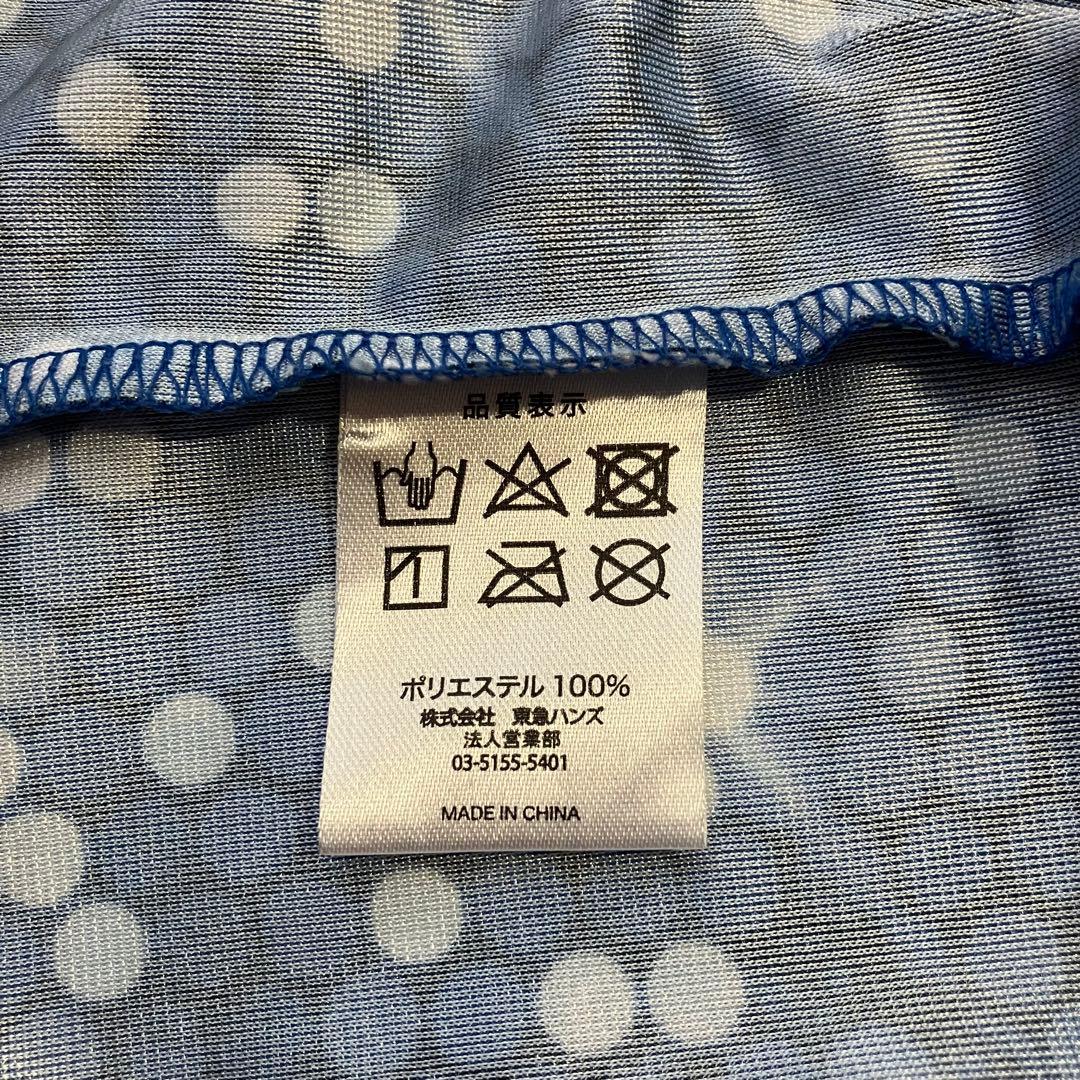 品質表示
ポリエステル 100%
株式会社　東急ハンズ
法人営業部
03-5155-5401
MADE IN CHINA